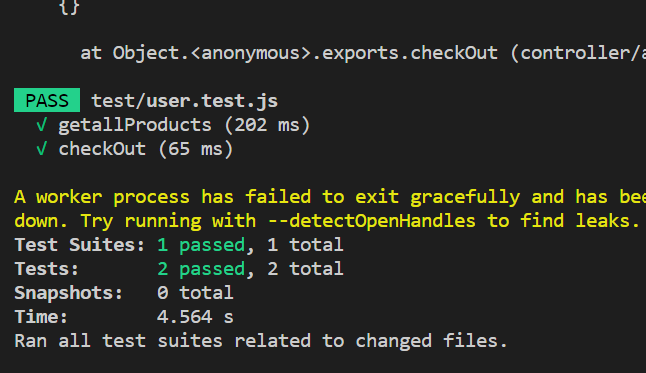 {}
at Object.<anonymous>.exports.checkOut (controller/
PASS test/user.test.js
√ getallProducts (202 ms)
√ checkOut (65 ms)
A worker process has failed to exit gracefully and has
down. Try running with --detectOpenHandles to find leaks.
Test Suites: 1 passed, 1 total
Tests: 2 passed, 2 total
Snapshots: 0 total
Time: 4.564 s
Ran all test suites related to changed files.